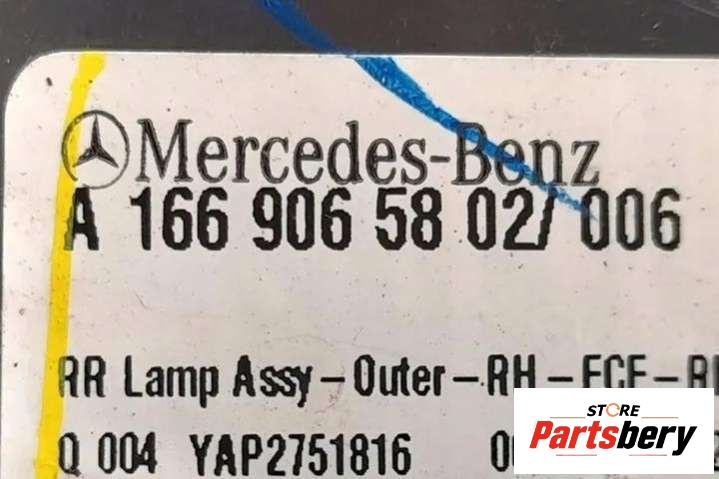 Mercedes-Benz
A 166 906 58 02/ 006
RR Lamp Assy-Outer-RH-ECE-
Q 004 YAP2751816
STORE
Partsbery